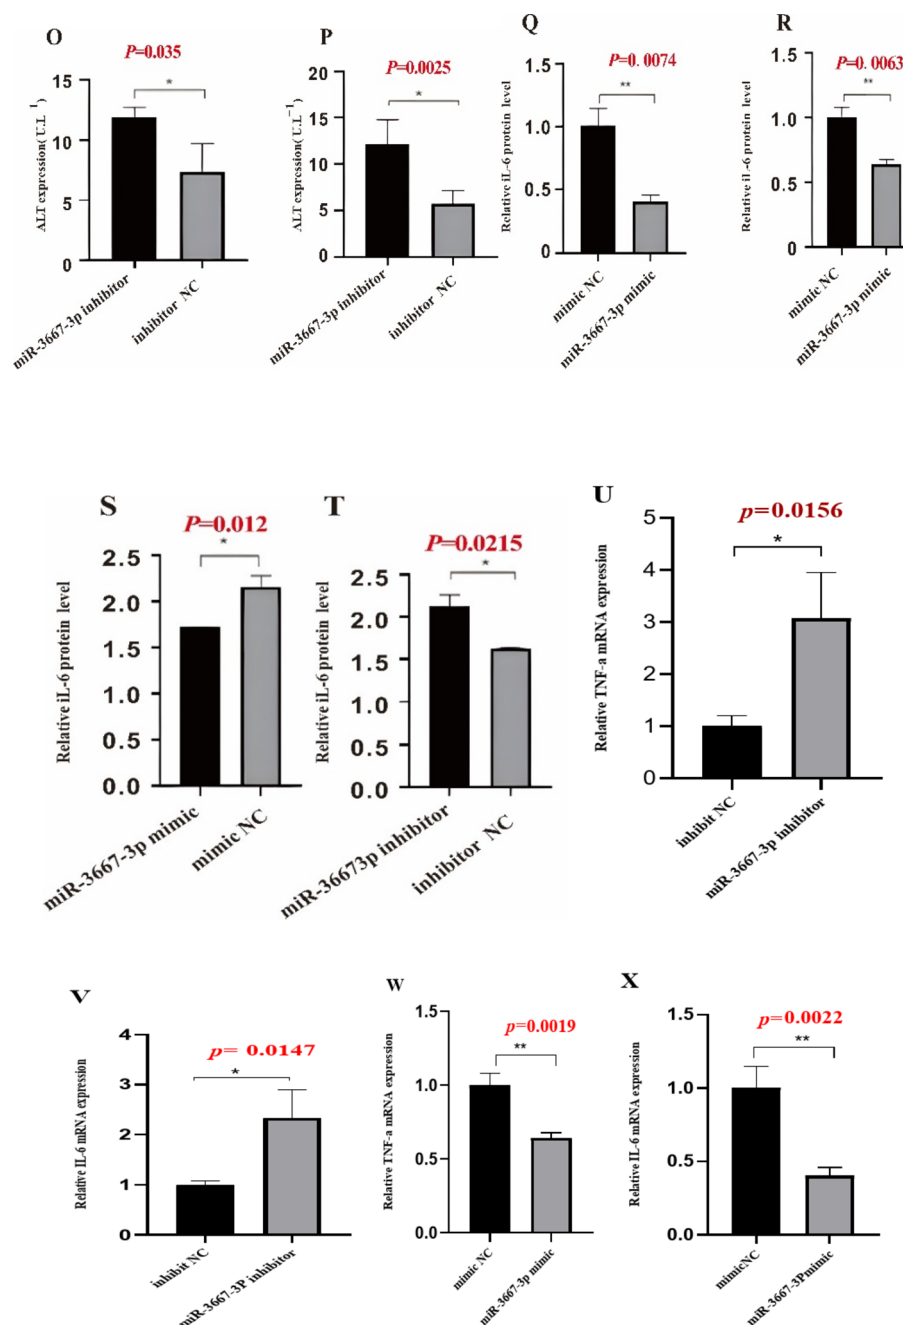 O
P=0.035
*
ALT expression( U.L⁻¹)
15
10
5
0
miR-3667-3p inhibitor
inhibitor NC
P
P=0.0025
*
ALT expression( U.L⁻¹)
20
15
10
5
0
miR-3667-3p inhibitor
inhibitor NC
Q
P=0.0074
**
Relative iL-6 protein level
1.5
1.0
0.5
0
mimic NC
miR-3667-3p mimic
R
P=0.0063
**
Relative iL-6 protein level
1.5
1.0
0.5
0
mimic NC
miR-3667-3p mimic
S
P=0.012
*
Relative iL-6 protein level
2.5
2.0
1.5
1.0
0.5
0.0
miR-3667-3p mimic
mimic NC
T
P=0.0215
*
Relative iL-6 protein level
2.5
2.0
1.5
1.0
0.5
0.0
miR-36673p inhibitor
inhibitor NC
U
p=0.0156
*
Relative TNF-a mRNA expression
5
4
3
2
1
0
inhibit NC
miR-3667-3p inhibitor
V
p= 0.0147
*
Relative IL-6 mRNA expression
4
3
2
1
0
inhibit NC
miR-3667-3P inhibitor
W
p=0.0019
**
Relative TNF-a mRNA expression
1.5
1.0
0.5
0.0
mimic NC
miR-3667-3p mimic
X
p=0.0022
**
Relative IL-6 mRNA expression
1.5
1.0
0.5
0.0
mimicNC
miR-3667-3Pmimic